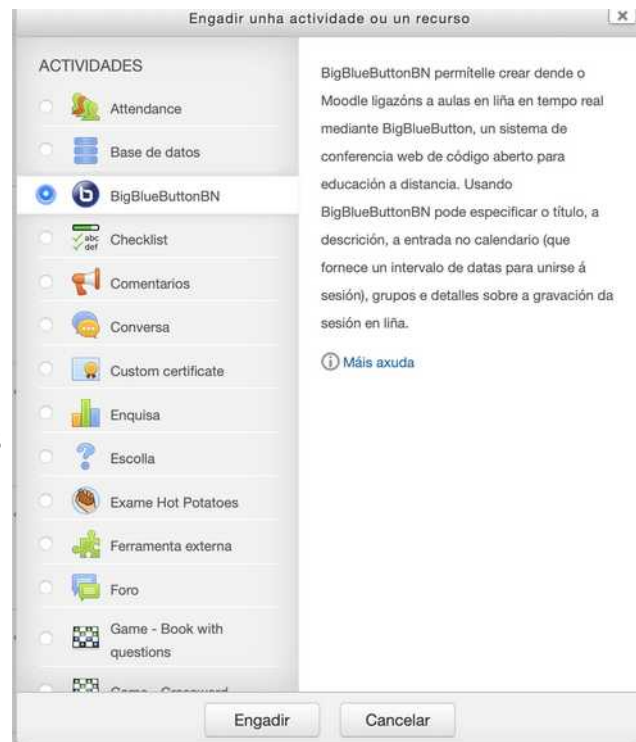 Engadir unha actividade ou un recurso
x
ACTIVIDADES
Attendance
Base de datos
b
BigBlueButtonBN
abc
def
Checklist
Comentarios
Conversa
Custom certificate
Enquisa
?
Escolla
Exame Hot Potatoes
Ferramenta externa
Foro
Game - Book with
questions
BigBlueButtonBN permítelle crear dende o
Moodle ligazóns a aulas en liña en tempo real
mediante BigBlueButton, un sistema de
conferencia web de código aberto para
educación a distancia. Usando
BigBlueButtonBN pode especificar o título, a
descrición, a entrada no calendario (que
fornece un intervalo de datas para unirse á
sesión), grupos e detalles sobre a gravación da
sesión en liña.
i Máis axuda
Engadir
Cancelar